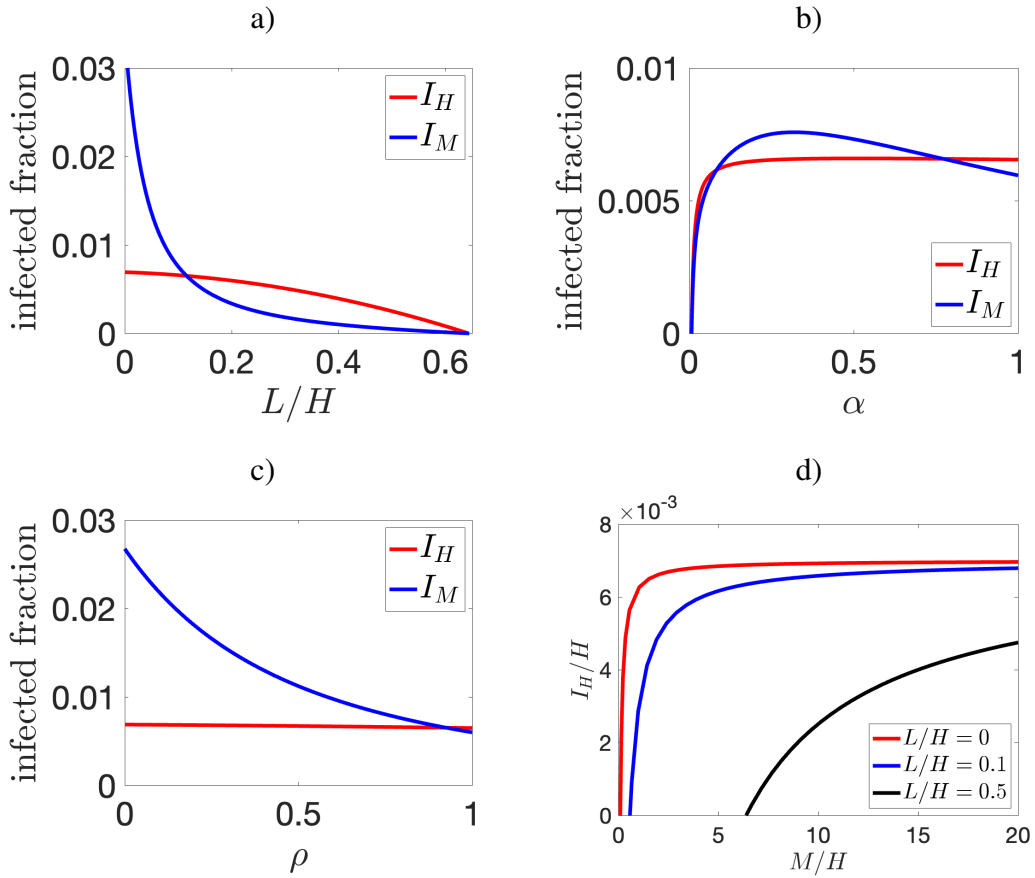 a)
infected fraction
0.03
0.02
0.01
0
0
0.2
0.4
0.6
L/H
I_H
I_M
b)
infected fraction
0.01
0.005
0
0
0.5
1
α
I_H
I_M
c)
infected fraction
0.03
0.02
0.01
0
0
0.5
1
ρ
I_H
I_M
d)
×10⁻³
I_H/H
8
6
4
2
0
0
5
10
15
20
M/H
L/H = 0
L/H = 0.1
L/H = 0.5